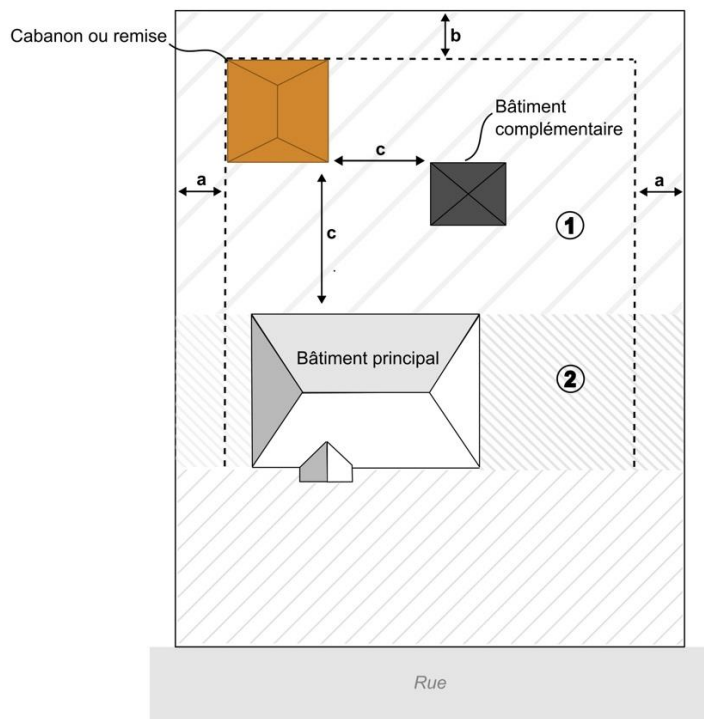 b
Cabanon ou remise
Bâtiment
complémentaire
c
a
a
1
c
Bâtiment principal
2
Rue